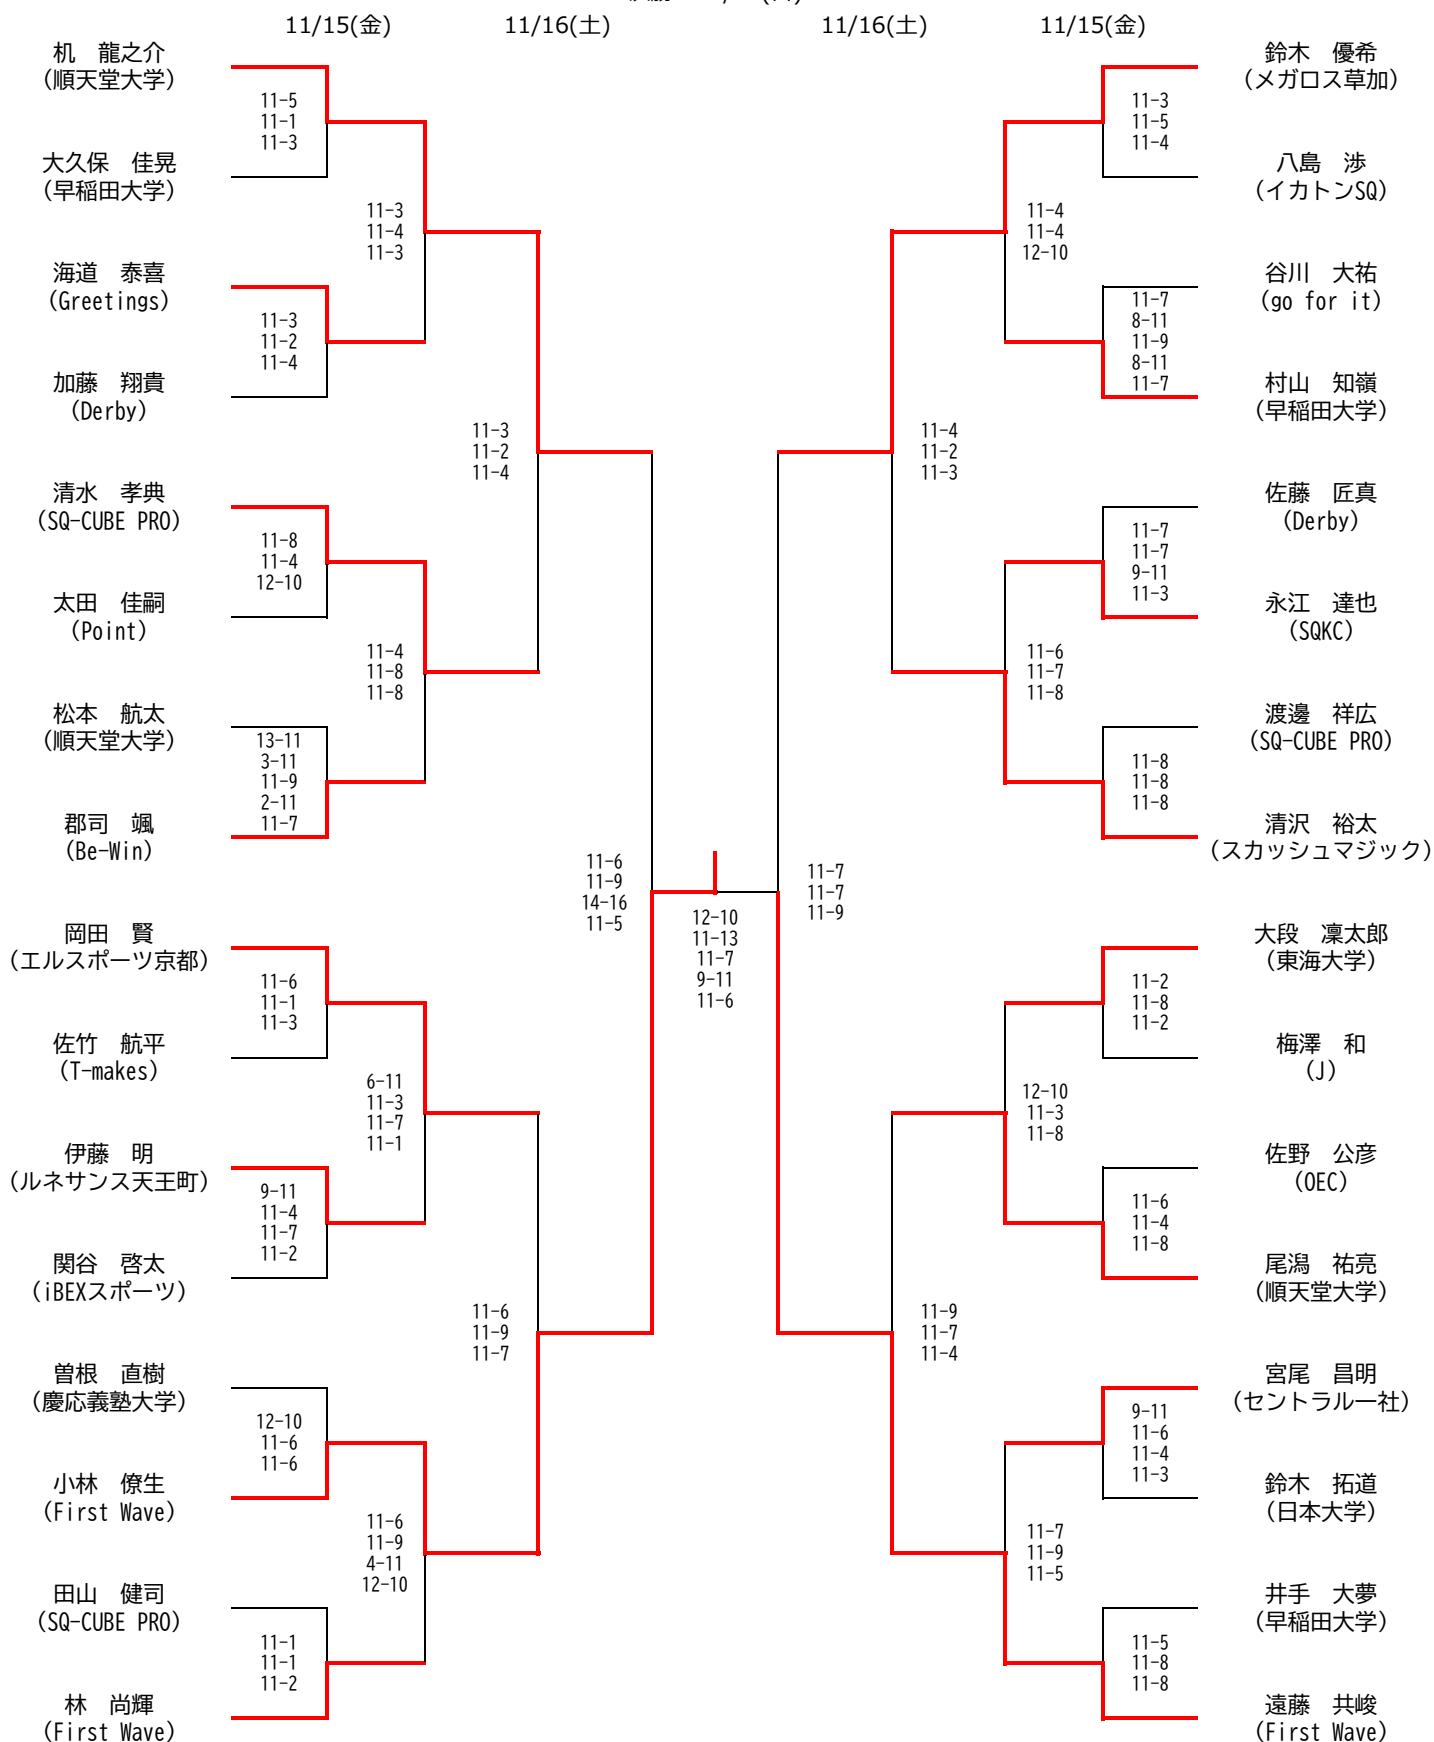 11/15(金)
11/16(土)
11/16(土)
11/15(金)
机　龍之介
(順天堂大学)
11-5
11-1
11-3
大久保　佳晃
(早稲田大学)
11-3
11-4
11-3
海道　泰喜
(Greetings)
11-3
11-2
11-4
加藤　翔貴
(Derby)
11-3
11-2
11-4
清水　孝典
(SQ-CUBE PRO)
11-8
11-4
12-10
太田　佳嗣
(Point)
11-4
11-8
11-8
松本　航太
(順天堂大学)
13-11
3-11
11-9
2-11
11-7
郡司　颯
(Be-Win)
11-6
11-9
14-16
11-5
岡田　賢
(エルスポーツ京都)
11-6
11-1
11-3
佐竹　航平
(T-makes)
6-11
11-3
11-7
11-1
伊藤　明
(ルネサンス天王町)
9-11
11-4
11-7
11-2
関谷　啓太
(iBEXスポーツ)
11-6
11-9
11-7
曽根　直樹
(慶応義塾大学)
12-10
11-6
11-6
小林　僚生
(First Wave)
11-6
11-9
4-11
12-10
田山　健司
(SQ-CUBE PRO)
11-1
11-1
11-2
林　尚輝
(First Wave)
12-10
11-13
11-7
9-11
11-6
鈴木　優希
(メガロス草加)
11-3
11-5
11-4
八島　渉
(イカトンSQ)
11-4
11-4
12-10
谷川　大祐
(go for it)
11-7
8-11
11-9
8-11
11-7
村山　知嶺
(早稲田大学)
11-4
11-2
11-3
佐藤　匠真
(Derby)
11-7
11-7
9-11
11-3
永江　達也
(SQKC)
11-6
11-7
11-8
渡邊　祥広
(SQ-CUBE PRO)
11-8
11-8
11-8
清沢　裕太
(スカッシュマジック)
11-7
11-7
11-9
大段　凜太郎
(東海大学)
11-2
11-8
11-2
梅澤　和
(J)
12-10
11-3
11-8
佐野　公彦
(OEC)
11-6
11-4
11-8
尾潟　祐亮
(順天堂大学)
11-9
11-7
11-4
宮尾　昌明
(セントラル一社)
9-11
11-6
11-4
11-3
鈴木　拓道
(日本大学)
11-7
11-9
11-5
井手　大夢
(早稲田大学)
11-5
11-8
11-8
遠藤　共峻
(First Wave)